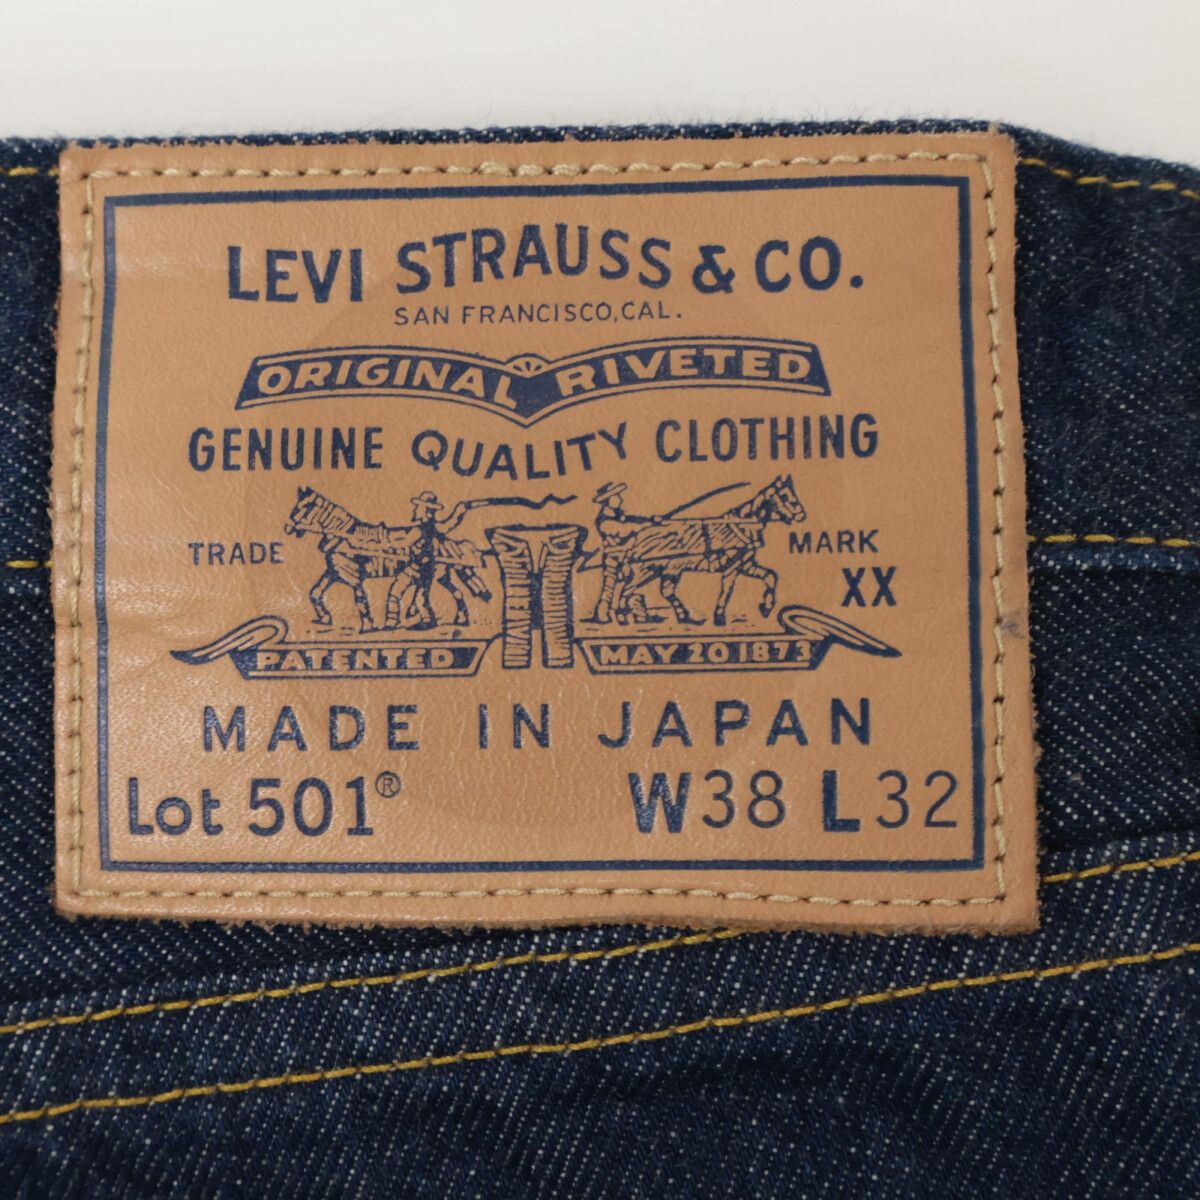 LEVI STRAUSS & CO.
SAN FRANCISCO, CAL.
ORIGINAL RIVETED
GENUINE QUALITY CLOTHING
TRADE MARK
XX
PATENTED MAY 20 1873
MADE IN JAPAN
Lot 501® W38 L32